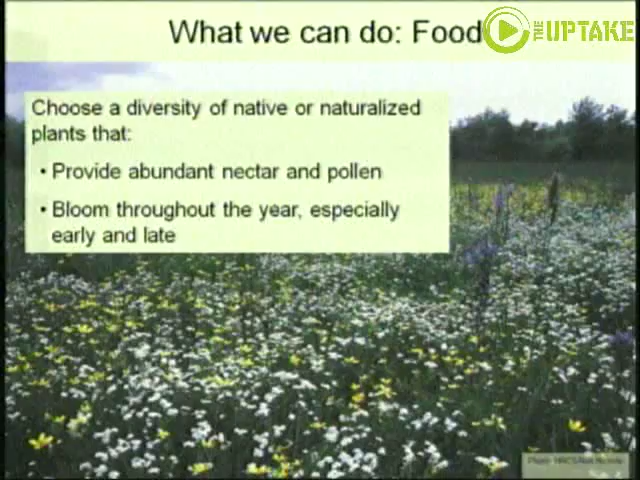 What we can do: Food
THE UPTAKE
Choose a diversity of native or naturalized
plants that:
• Provide abundant nectar and pollen
• Bloom throughout the year, especially
early and late